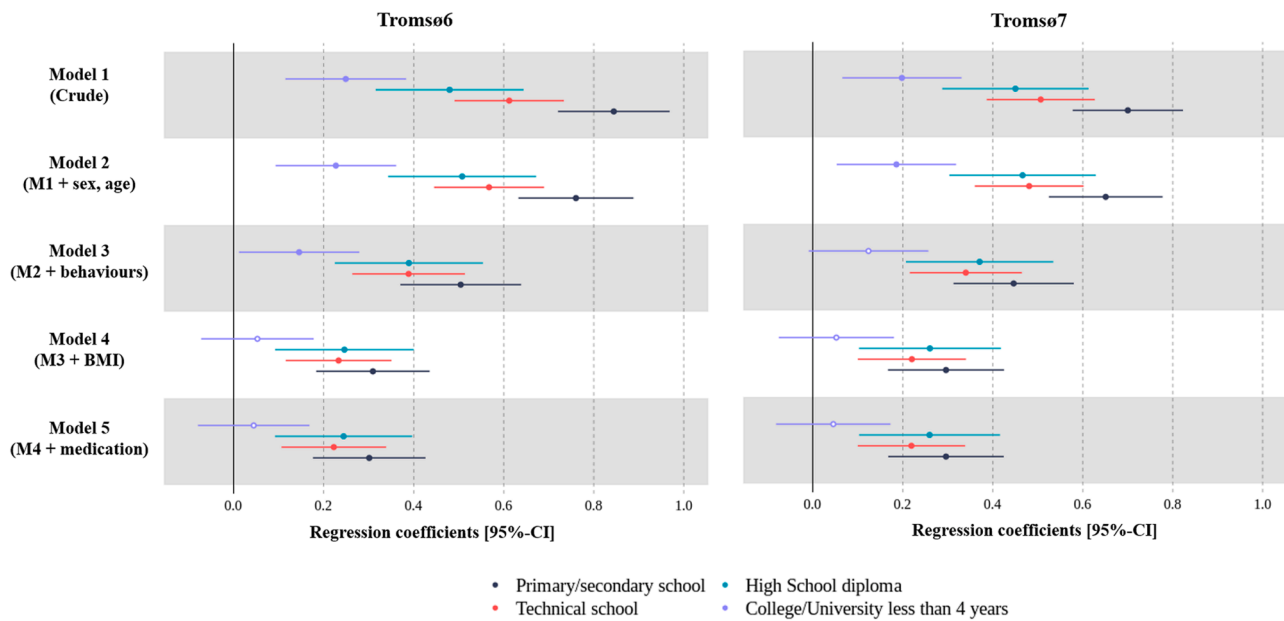 Tromsø6
Tromsø7
Model 1
(Crude)
Model 2
(M1 + sex, age)
Model 3
(M2 + behaviours)
Model 4
(M3 + BMI)
Model 5
(M4 + medication)
0.0 0.2 0.4 0.6 0.8 1.0
0.0 0.2 0.4 0.6 0.8 1.0
Regression coefficients [95%-CI]
Regression coefficients [95%-CI]
Primary/secondary school
High School diploma
Technical school
College/University less than 4 years